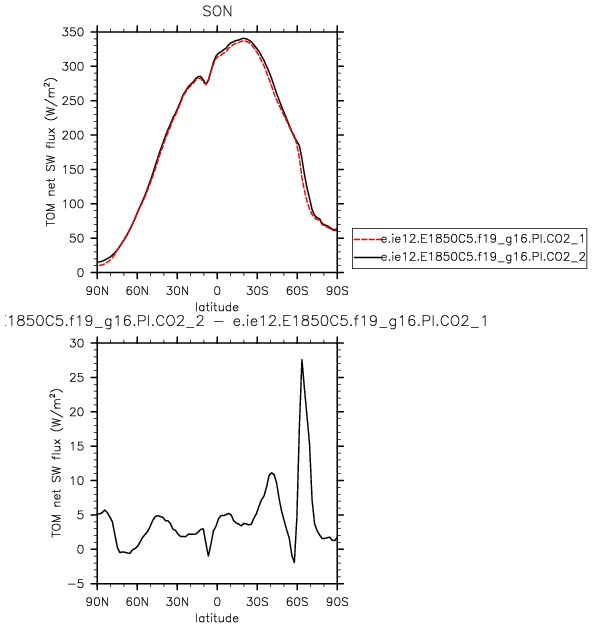 SON
350
300
250
200
150
100
50
0
TOM net SW flux (W/m²)
90N 60N 30N 0 30S 60S 90S
latitude
e.ie12.E1850C5.f19_g16.PI.CO2_1
e.ie12.E1850C5.f19_g16.PI.CO2_2
:1850C5.f19_g16.PI.CO2_2 − e.ie12.E1850C5.f19_g16.PI.CO2_1
30
25
20
15
10
5
0
−5
TOM net SW flux (W/m²)
90N 60N 30N 0 30S 60S 90S
latitude